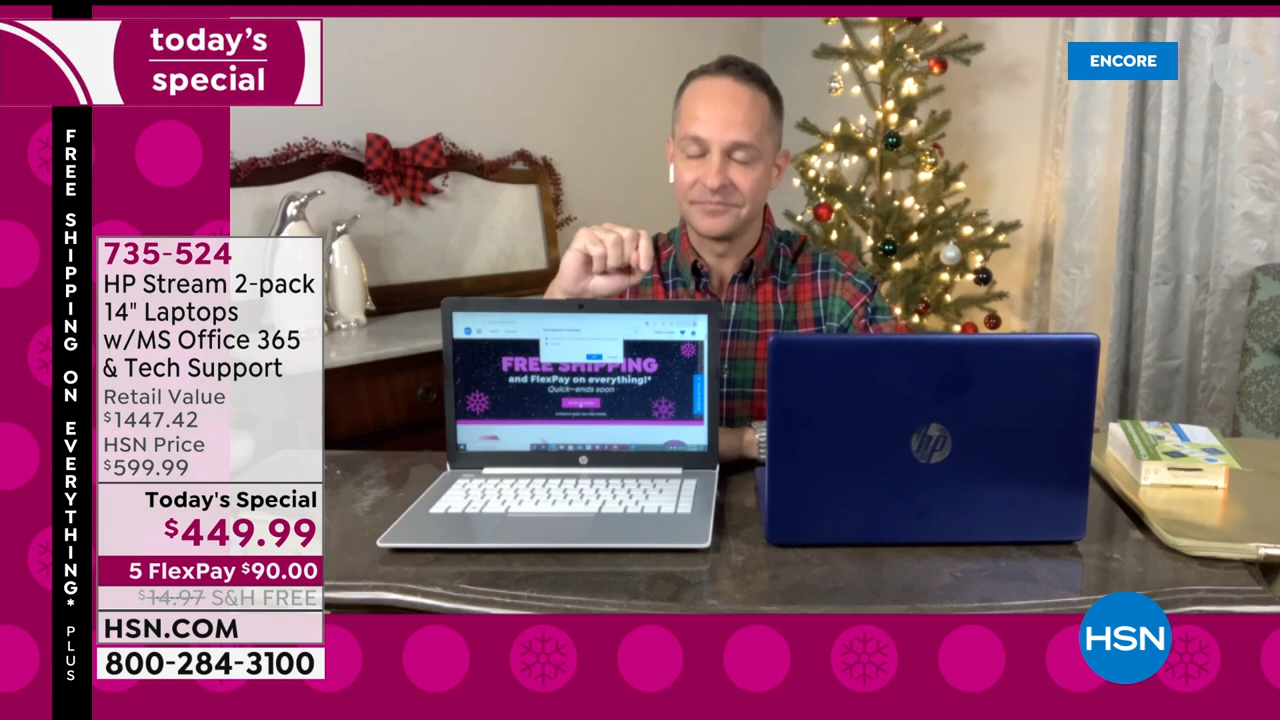 today's
special
ENCORE
FREE SHIPPING ON EVERYTHING* PLUS
735-524
HP Stream 2-pack
14" Laptops
w/MS Office 365
& Tech Support
Retail Value
$1447.42
HSN Price
$599.99
Today's Special
$449.99
5 FlexPay $90.00
$14.97 S&H FREE
HSN.COM
800-284-3100
FREE SHIPPING
and FlexPay on everything!*
Quick-ends soon
hp
HSN